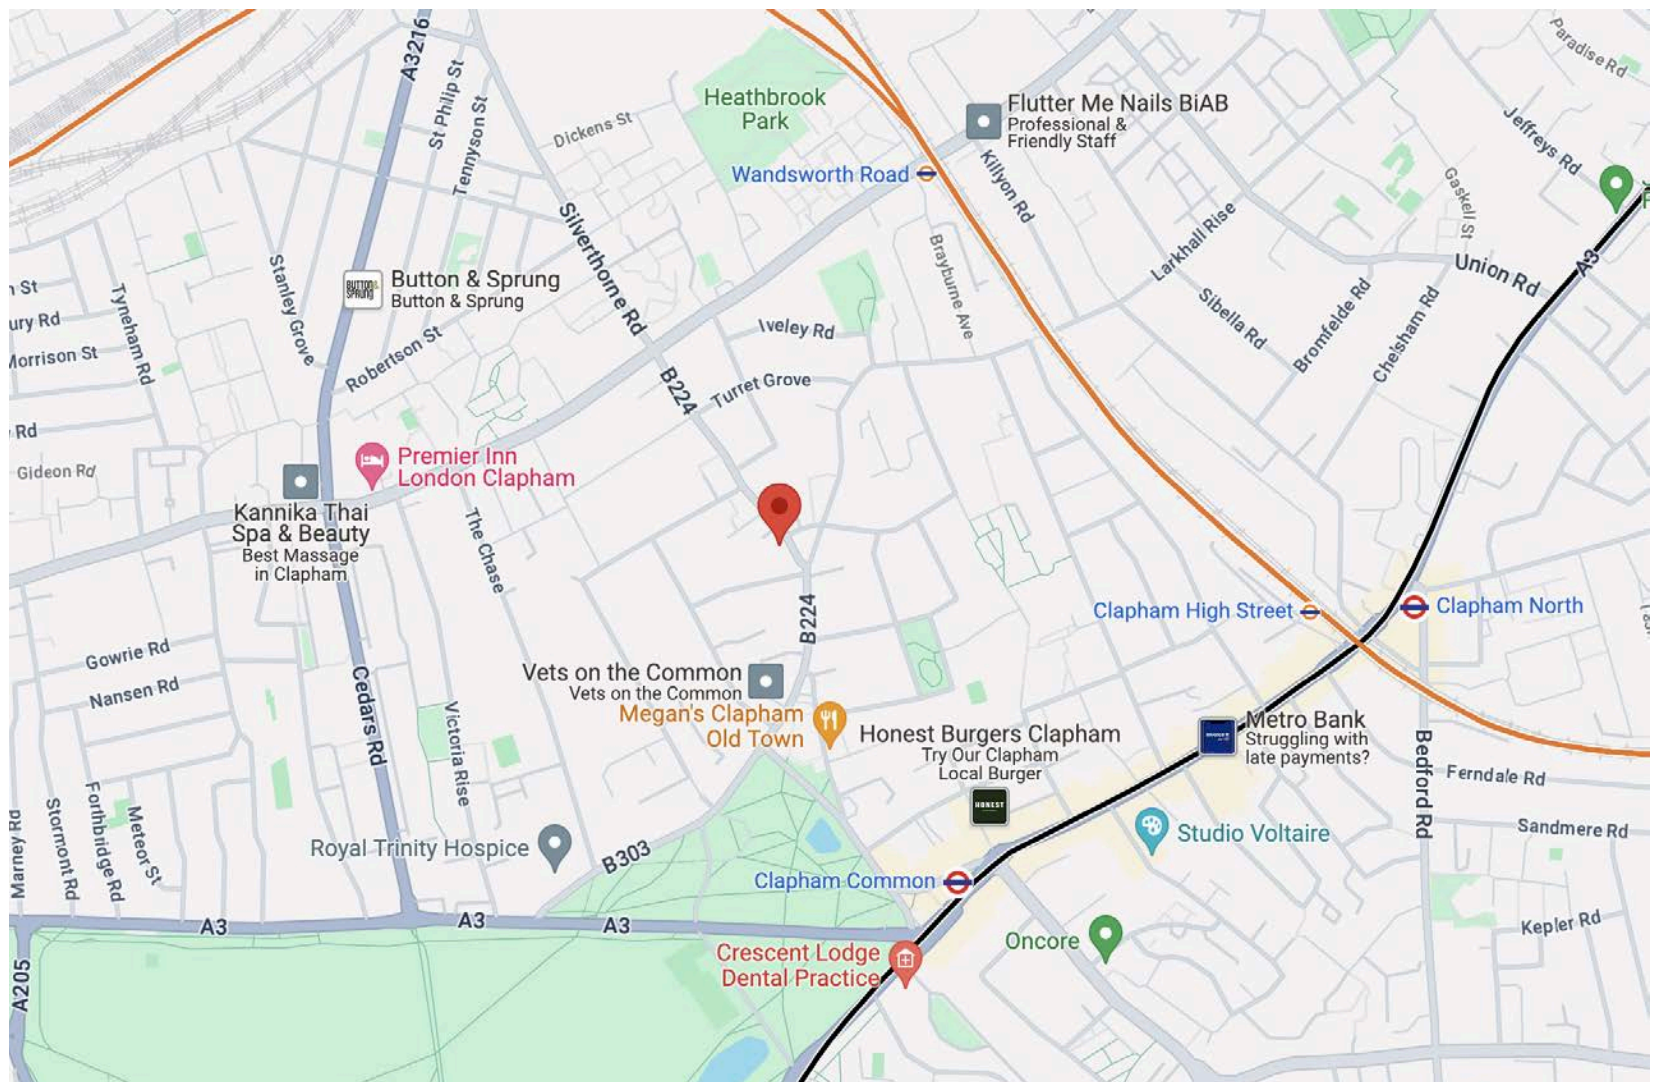 A3216
St Philip St
Tennyson St
Dickens St
Heathbrook
Park
Flutter Me Nails BiAB
Professional &
Friendly Staff
Paradise Rd
Jeffreys Rd
Wandsworth Road
Killyon Rd
Gaskell St
Silverthorne Rd
Larkhall Rise
Brayburne Ave
Stanley Grove
Button & Sprung
Button & Sprung
BUTTON&
SPRUNG
Union Rd
A3
n St
ury Rd
Morrison St
Tyneham Rd
Robertson St
Iveley Rd
Sibella Rd
Bromfelde Rd
Chelsham Rd
B224
Turret Grove
Rd
Gideon Rd
Premier Inn
London Clapham
Kannika Thai
Spa & Beauty
Best Massage
in Clapham
The Chase
B224
Clapham High Street
Clapham North
Gowrie Rd
Nansen Rd
Cedars Rd
Victoria Rise
Vets on the Common
Vets on the Common
Megan's Clapham
Old Town
Honest Burgers Clapham
Try Our Clapham
Local Burger
HONEST
Metro Bank
Struggling with
late payments?
Bedford Rd
Ferndale Rd
Sandmere Rd
Marney Rd
Stormont Rd
Forthbridge Rd
Meteor St
Royal Trinity Hospice
B303
Studio Voltaire
Clapham Common
A3
A3
A3
Kepler Rd
Oncore
Crescent Lodge
Dental Practice
A205